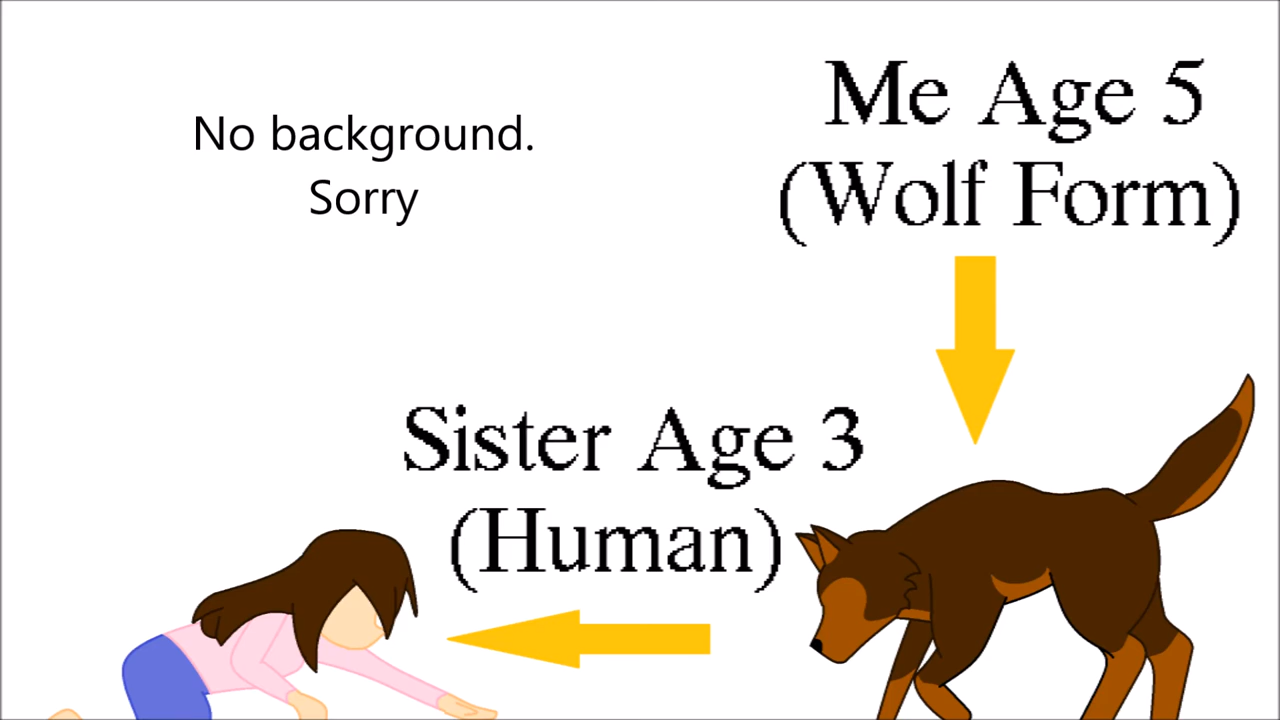 No background.
Sorry
Me Age 5
(Wolf Form)
Sister Age 3
(Human)